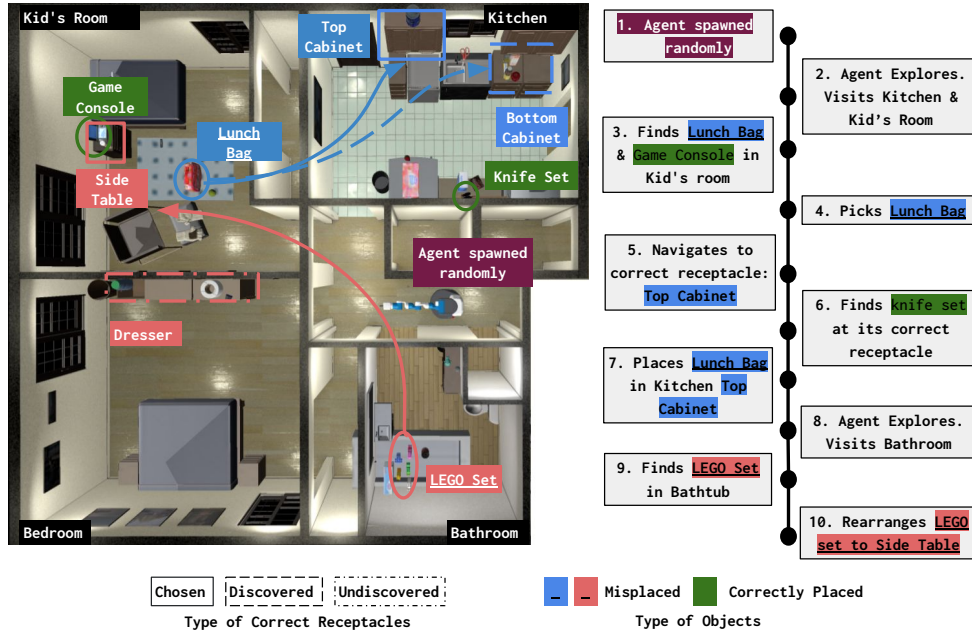 Kid's Room
Top
Cabinet
Kitchen
Game
Console
Lunch
Bag
Bottom
Cabinet
Side
Table
Knife Set
Agent spawned
randomly
Dresser
LEGO Set
Bedroom
Bathroom
1. Agent spawned
randomly
2. Agent Explores.
Visits Kitchen &
Kid’s Room
3. Finds Lunch Bag
& Game Console in
Kid's room
4. Picks Lunch Bag
5. Navigates to
correct receptacle:
Top Cabinet
6. Finds knife set
at its correct
receptacle
7. Places Lunch Bag
in Kitchen Top
Cabinet
8. Agent Explores.
Visits Bathroom
9. Finds LEGO Set
in Bathtub
10. Rearranges LEGO
set to Side Table
Chosen
Discovered
Undiscovered
Type of Correct Receptacles
_ _ Misplaced
Correctly Placed
Type of Objects